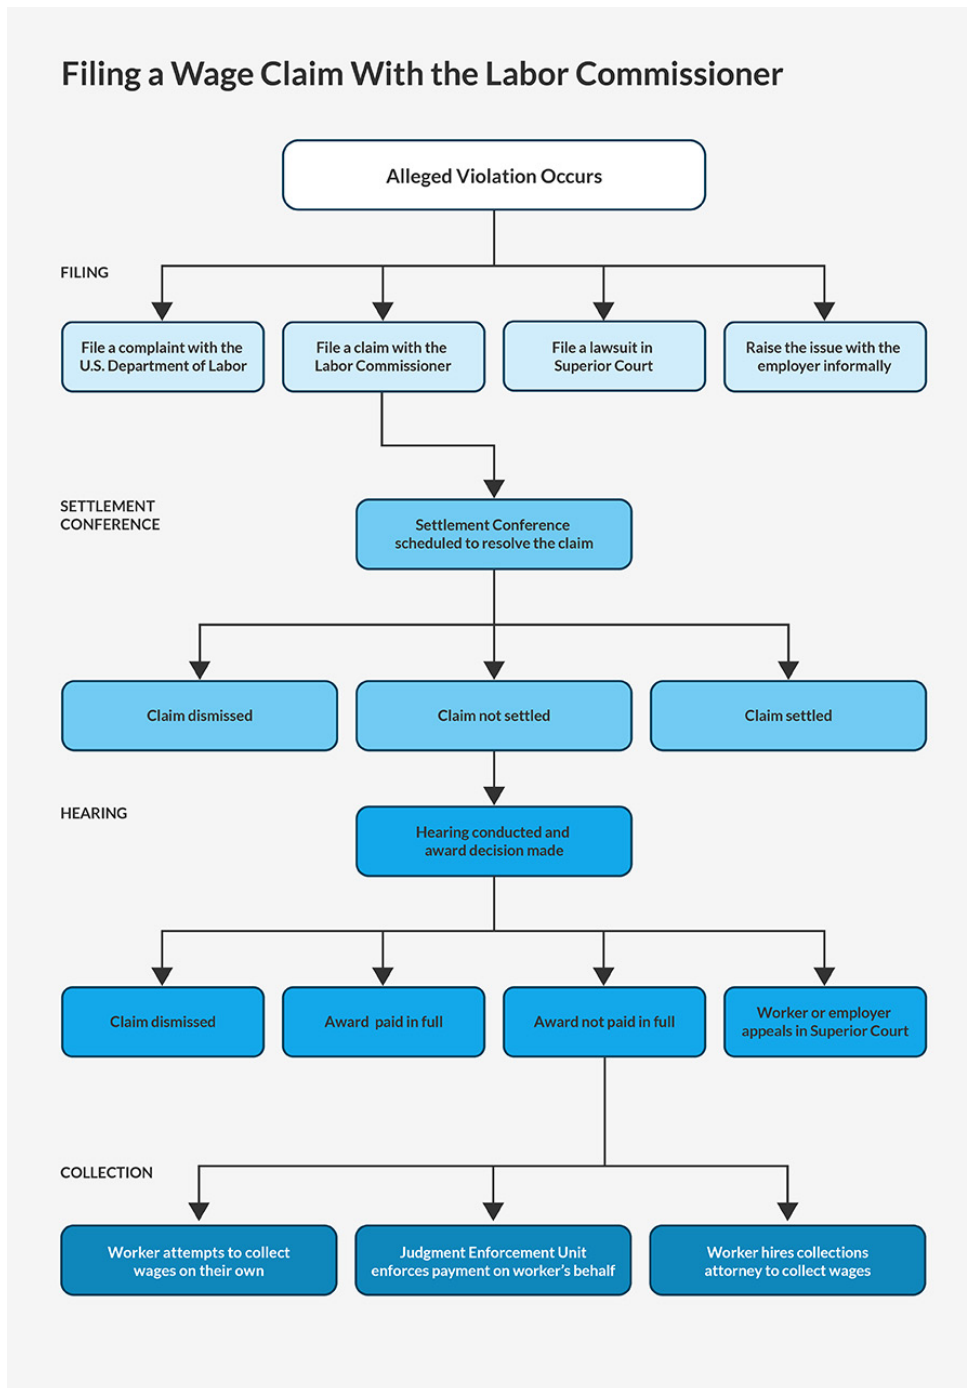 Filing a Wage Claim With the Labor Commissioner
Alleged Violation Occurs
FILING
File a complaint with the
U.S. Department of Labor
File a claim with the
Labor Commissioner
File a lawsuit in
Superior Court
Raise the issue with the
employer informally
SETTLEMENT
CONFERENCE
Settlement Conference
scheduled to resolve the claim
Claim dismissed
Claim not settled
Claim settled
HEARING
Hearing conducted and
award decision made
Claim dismissed
Award paid in full
Award not paid in full
Worker or employer
appeals in Superior Court
COLLECTION
Worker attempts to collect
wages on their own
Judgment Enforcement Unit
enforces payment on worker's behalf
Worker hires collections
attorney to collect wages